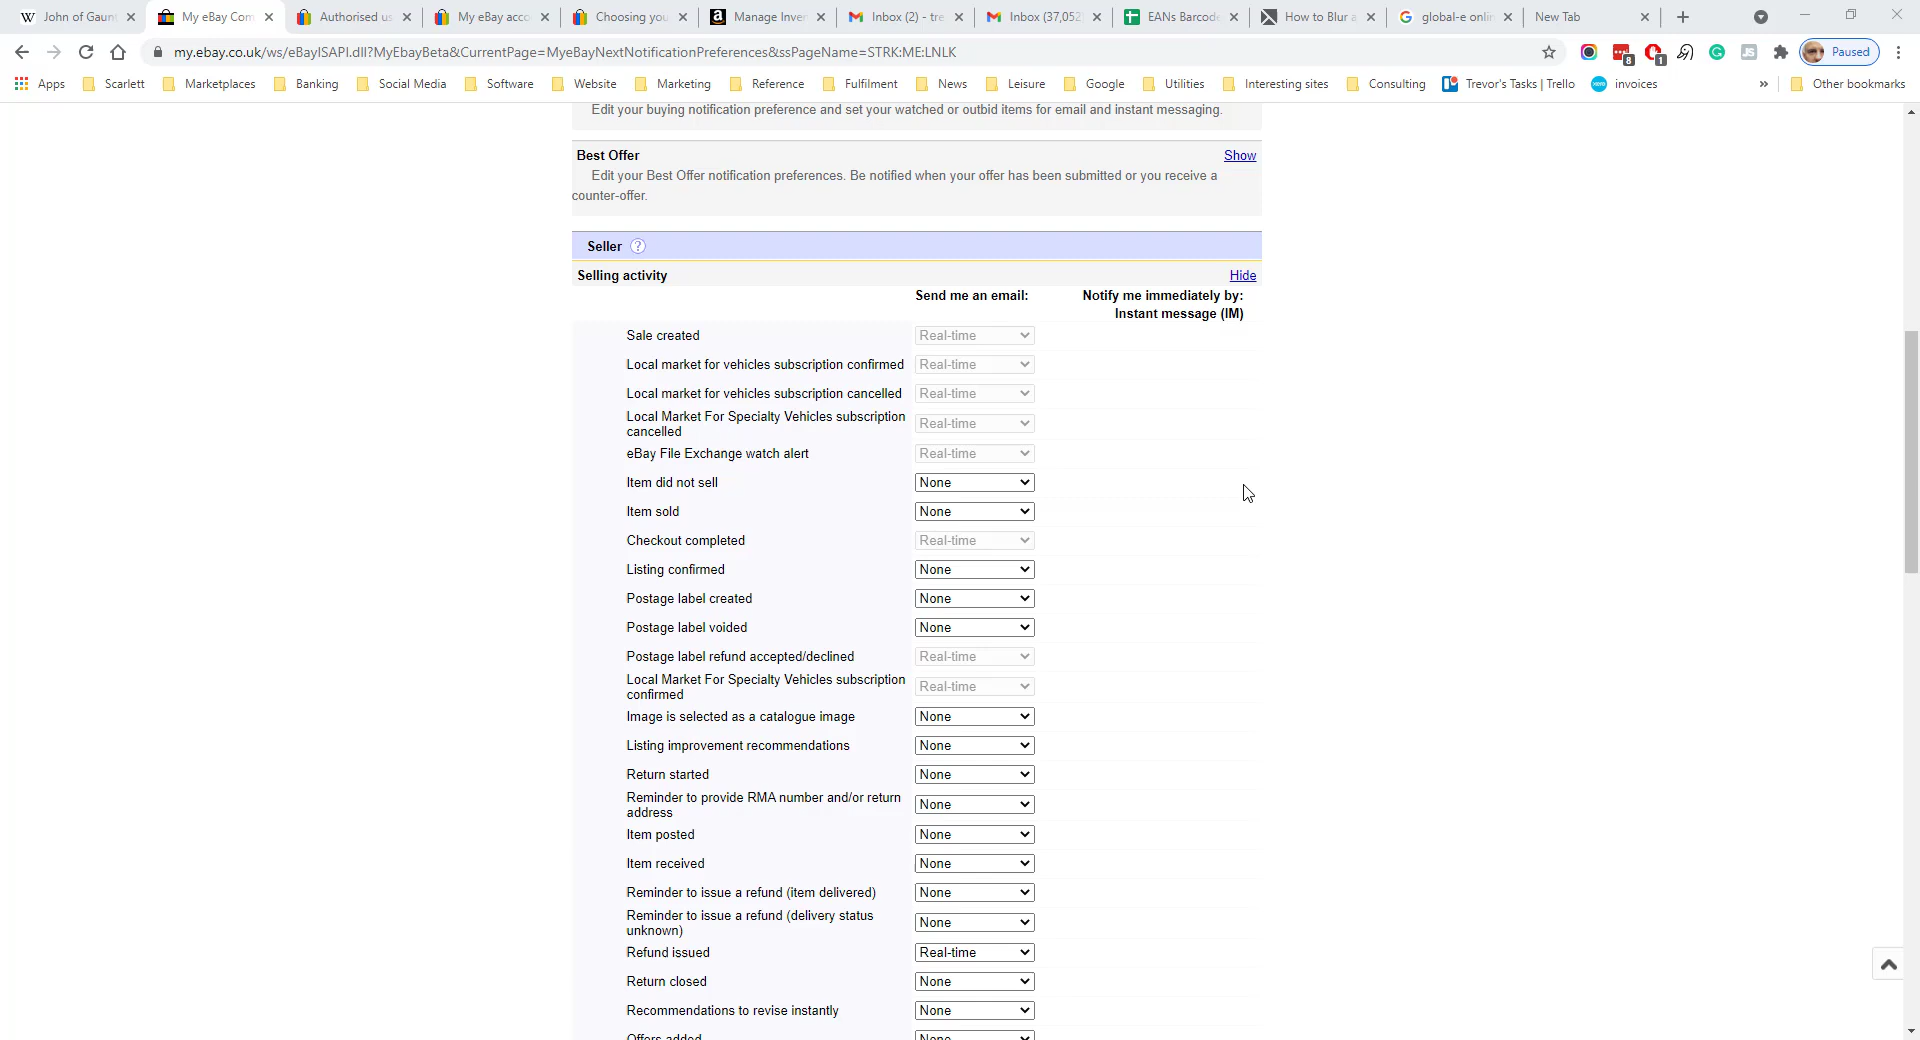 John of Gaunt
My eBay Com
Authorised us
My eBay acco
Choosing you
Manage Inven
Inbox (2) - tre
Inbox (37,052
EANs Barcode
How to Blur a
global-e onlin
New Tab
my.ebay.co.uk/ws/eBayISAPI.dll?MyEbayBeta&CurrentPage=MyeBayNextNotificationPreferences&ssPageName=STRK:ME:LNLK
8
1
Paused
Apps
Scarlett
Marketplaces
Banking
Social Media
Software
Website
Marketing
Reference
Fulfilment
News
Leisure
Google
Utilities
Interesting sites
Consulting
Trevor's Tasks | Trello
invoices
Other bookmarks
Edit your buying notification preference and set your watched or outbid items for email and instant messaging.
Best Offer Show
Edit your Best Offer notification preferences. Be notified when your offer has been submitted or you receive a
counter-offer.
Seller ?
Selling activity Hide
Send me an email: Notify me immediately by:
Instant message (IM)
Sale created Real-time
Local market for vehicles subscription confirmed Real-time
Local market for vehicles subscription cancelled Real-time
Local Market For Specialty Vehicles subscription
cancelled Real-time
eBay File Exchange watch alert Real-time
Item did not sell None
Item sold None
Checkout completed Real-time
Listing confirmed None
Postage label created None
Postage label voided None
Postage label refund accepted/declined Real-time
Local Market For Specialty Vehicles subscription
confirmed Real-time
Image is selected as a catalogue image None
Listing improvement recommendations None
Return started None
Reminder to provide RMA number and/or return
address None
Item posted None
Item received None
Reminder to issue a refund (item delivered) None
Reminder to issue a refund (delivery status
unknown) None
Refund issued Real-time
Return closed None
Recommendations to revise instantly None
Offers added None